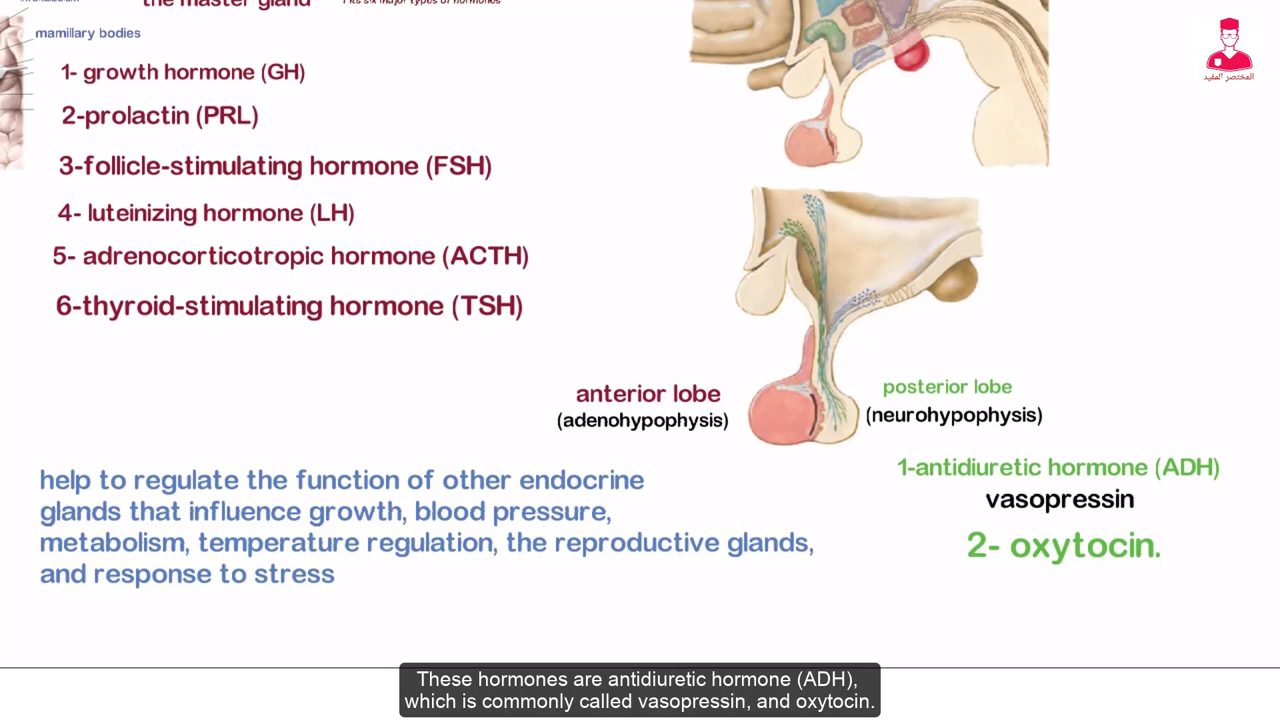 the master gland
mamillary bodies
1- growth hormone (GH)
2-prolactin (PRL)
3-follicle-stimulating hormone (FSH)
4- luteinizing hormone (LH)
5- adrenocorticotropic hormone (ACTH)
6-thyroid-stimulating hormone (TSH)
المختصر المفيد
anterior lobe
(adenohypophysis)
posterior lobe
(neurohypophysis)
help to regulate the function of other endocrine
glands that influence growth, blood pressure,
metabolism, temperature regulation, the reproductive glands,
and response to stress
1-antidiuretic hormone (ADH)
vasopressin
2- oxytocin.
These hormones are antidiuretic hormone (ADH),
which is commonly called vasopressin, and oxytocin.